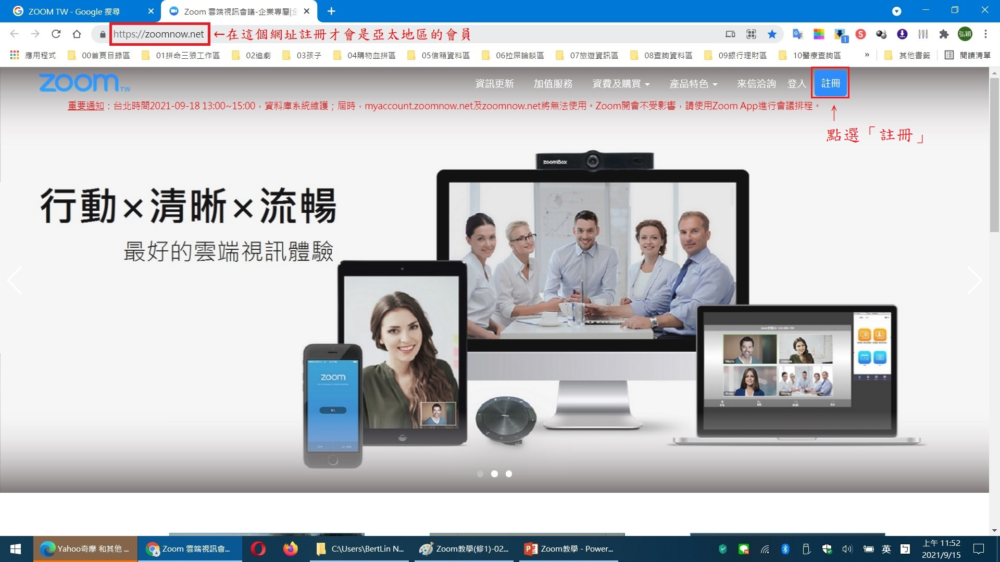 ZOOM TW - Google 搜尋
Zoom 雲端視訊會議-企業專屬|全
https://zoomnow.net
←在這個網址註冊才會是亞太地區的會員
1
S
弘穎
應用程式
00首頁目錄區
01拼命三狼工作區
02追劇
03孩子
04購物血拼區
05信箱資料區
06拉屎論談區
07旅遊資訊區
08查詢資料區
09銀行理財區
10醫療查詢區
»
其他書籤
閱讀清單
zoom TW
資訊更新
加值服務
資費及購買
產品特色
來信洽詢
登入
註冊
重要通知：台北時間2021-09-18 13:00~15:00，資料庫系統維護；屆時，myaccount.zoomnow.net及zoomnow.net將無法使用。Zoom開會不受影響，請使用Zoom App進行會議排程。
↑
點選「註冊」
zoomBox
行動×清晰×流暢
最好的雲端視訊體驗
zoom
Yahoo奇摩 和其他 ...
Zoom 雲端視訊會...
C:\Users\BertLin N...
Zoom教學(修1)-02...
Zoom教學 - Power...
英
上午 11:52
2021/9/15